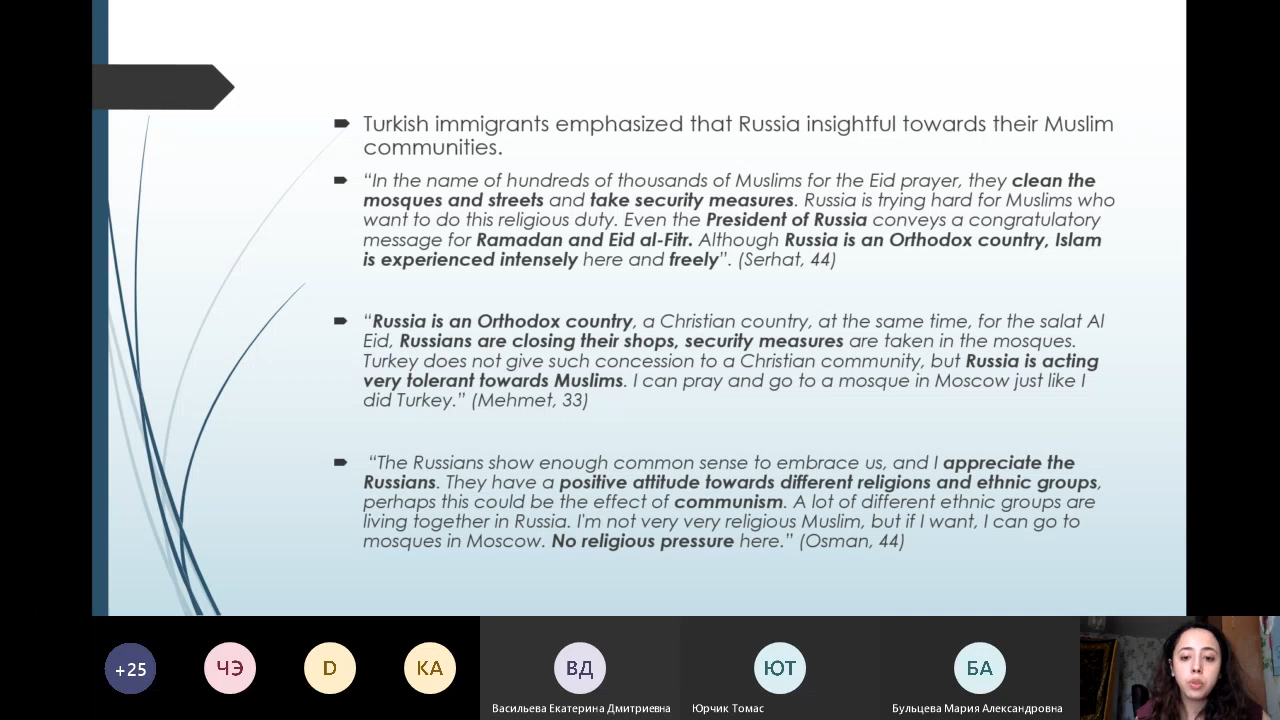 Turkish immigrants emphasized that Russia insightful towards their Muslim
communities.
“In the name of hundreds of thousands of Muslims for the Eid prayer, they clean the
mosques and streets and take security measures. Russia is trying hard for Muslims who
want to do this religious duty. Even the President of Russia conveys a congratulatory
message for Ramadan and Eid al-Fitr. Although Russia is an Orthodox country, Islam
is experienced intensely here and freely”. (Serhat, 44)
“Russia is an Orthodox country, a Christian country, at the same time, for the salat Al
Eid, Russians are closing their shops, security measures are taken in the mosques.
Turkey does not give such concession to a Christian community, but Russia is acting
very tolerant towards Muslims. I can pray and go to a mosque in Moscow just like I
did Turkey.” (Mehmet, 33)
“The Russians show enough common sense to embrace us, and I appreciate the
Russians. They have a positive attitude towards different religions and ethnic groups,
perhaps this could be the effect of communism. A lot of different ethnic groups are
living together in Russia. I'm not very very religious Muslim, but if I want, I can go to
mosques in Moscow. No religious pressure here.” (Osman, 44)
+25
ЧЭ
D
КА
ВД
ЮТ
БА
Васильева Екатерина Дмитриевна
Юрчик Томас
Бульцева Мария Александровна